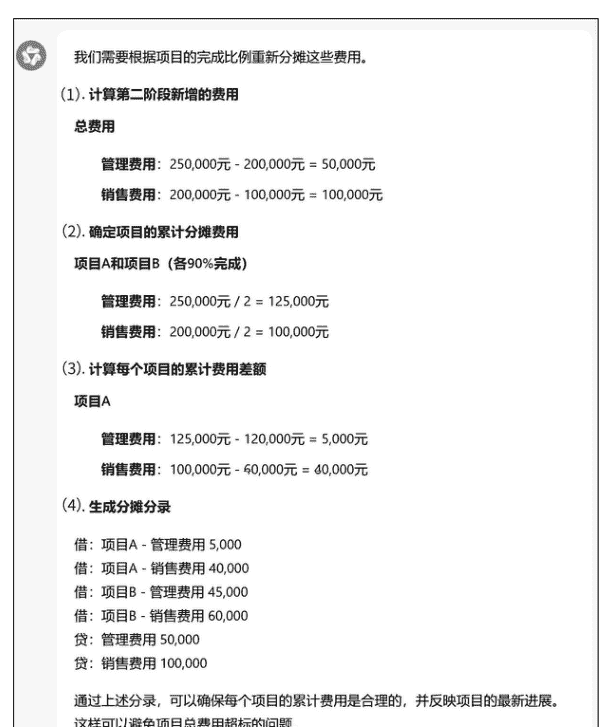 我们需要根据项目的完成比例重新分摊这些费用。
(1). 计算第二阶段新增的费用
总费用
管理费用：250,000元 - 200,000元 = 50,000元
销售费用：200,000元 - 100,000元 = 100,000元
(2). 确定项目的累计分摊费用
项目A和项目B（各90%完成）
管理费用：250,000元 / 2 = 125,000元
销售费用：200,000元 / 2 = 100,000元
(3). 计算每个项目的累计费用差额
项目A
管理费用：125,000元 - 120,000元 = 5,000元
销售费用：100,000元 - 60,000元 = 40,000元
(4). 生成分摊分录
借：项目A - 管理费用 5,000
借：项目A - 销售费用 40,000
借：项目B - 管理费用 45,000
借：项目B - 销售费用 60,000
贷：管理费用 50,000
贷：销售费用 100,000
通过上述分录，可以确保每个项目的累计费用是合理的，并反映项目的最新进展。
这样可以避免项目总费用超标的问题